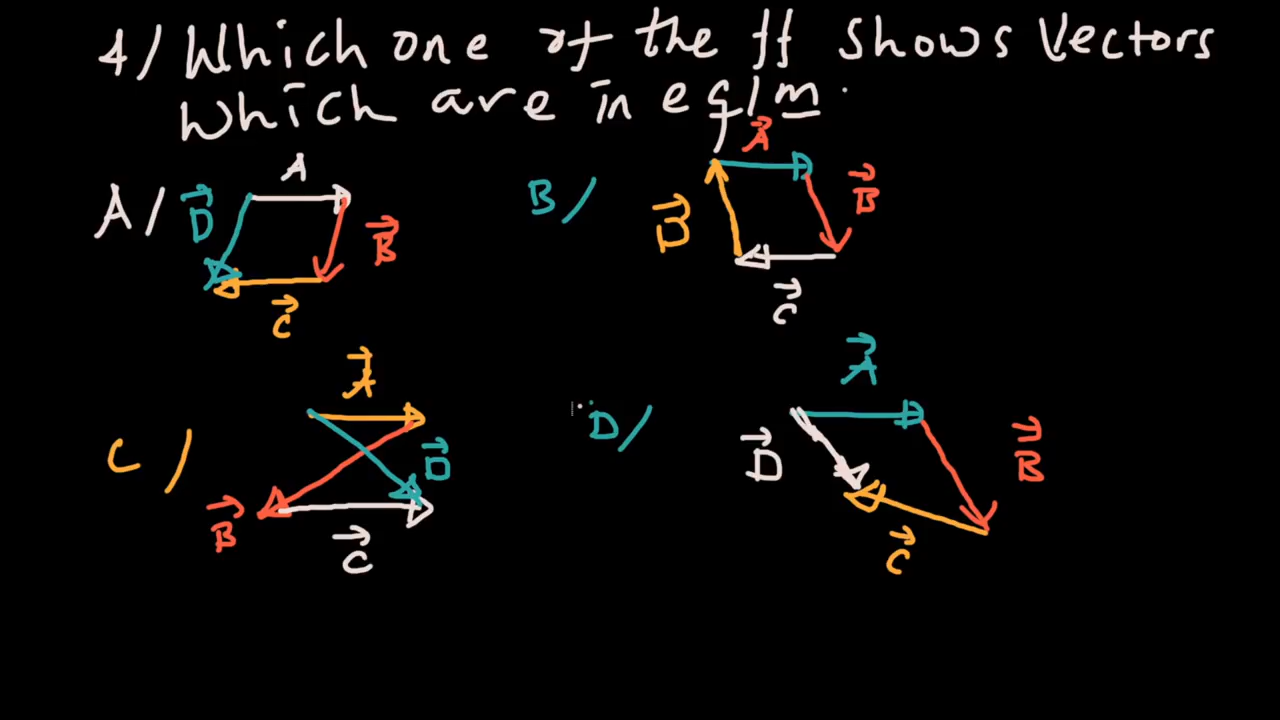 4/ Which one of the ff shows Vectors
which are in eq/m.
A/ D A B C
B/ A B D C
C/ A D B C
D/ A D B C